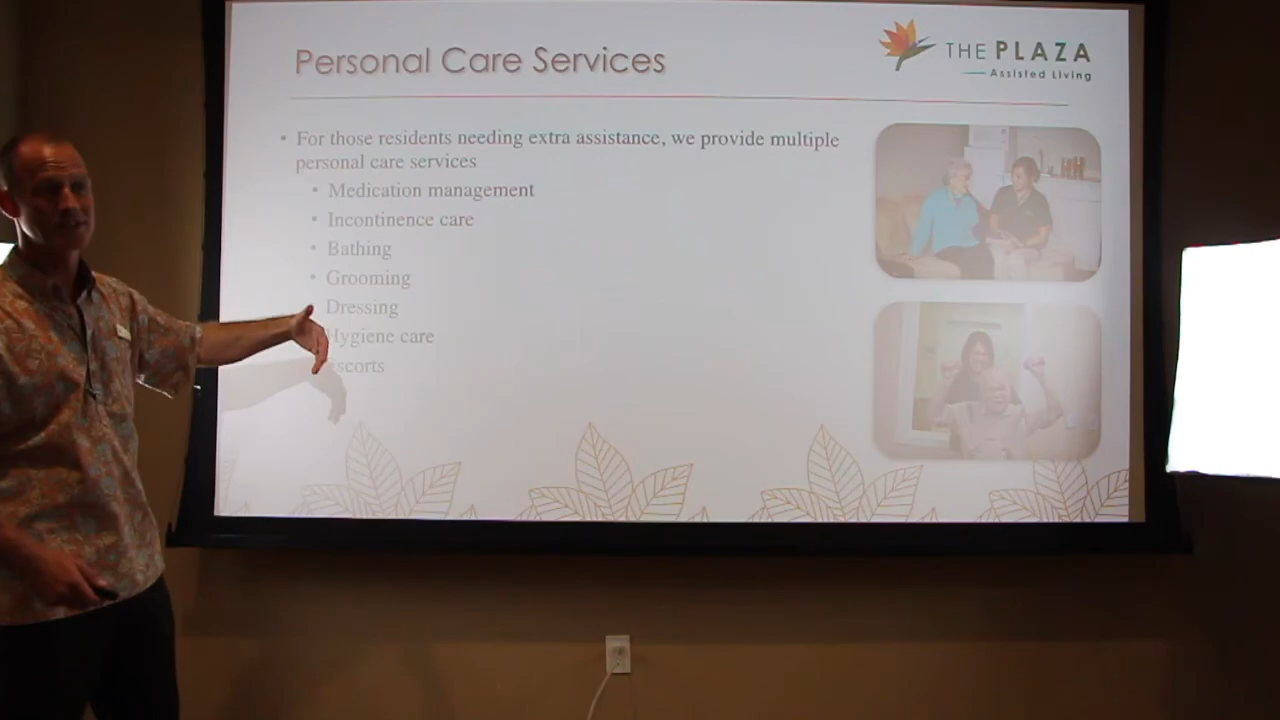 Personal Care Services
THE PLAZA
Assisted Living
• For those residents needing extra assistance, we provide multiple
personal care services
• Medication management
• Incontinence care
• Bathing
• Grooming
Dressing
Hygiene care
scorts